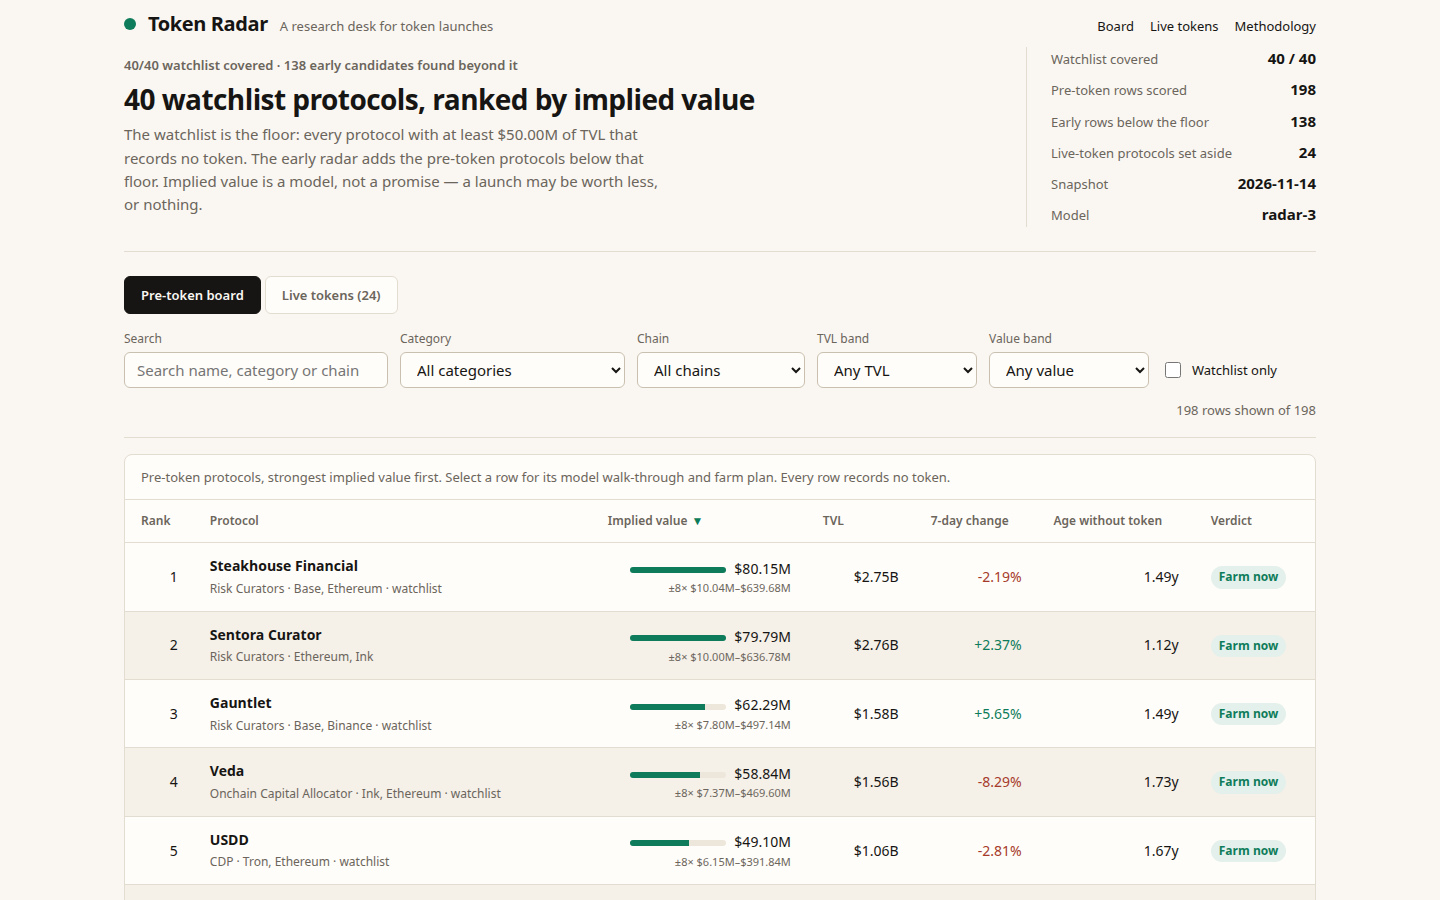 Token Radar A research desk for token launches
Board Live tokens Methodology
40/40 watchlist covered · 138 early candidates found beyond it
40 watchlist protocols, ranked by implied value
The watchlist is the floor: every protocol with at least $50.00M of TVL that
records no token. The early radar adds the pre-token protocols below that
floor. Implied value is a model, not a promise — a launch may be worth less,
or nothing.
Watchlist covered 40 / 40
Pre-token rows scored 198
Early rows below the floor 138
Live-token protocols set aside 24
Snapshot 2026-11-14
Model radar-3
Pre-token board Live tokens (24)
Search Category Chain TVL band Value band
Search name, category or chain All categories All chains Any TVL Any value Watchlist only
198 rows shown of 198
Pre-token protocols, strongest implied value first. Select a row for its model walk-through and farm plan. Every row records no token.
Rank Protocol Implied value ▼ TVL 7-day change Age without token Verdict
1 Steakhouse Financial $80.15M $2.75B -2.19% 1.49y Farm now
Risk Curators · Base, Ethereum · watchlist ±8× $10.04M–$639.68M
2 Sentora Curator $79.79M $2.76B +2.37% 1.12y Farm now
Risk Curators · Ethereum, Ink ±8× $10.00M–$636.78M
3 Gauntlet $62.29M $1.58B +5.65% 1.49y Farm now
Risk Curators · Base, Binance · watchlist ±8× $7.80M–$497.14M
4 Veda $58.84M $1.56B -8.29% 1.73y Farm now
Onchain Capital Allocator · Ink, Ethereum · watchlist ±8× $7.37M–$469.60M
5 USDD $49.10M $1.06B -2.81% 1.67y Farm now
CDP · Tron, Ethereum · watchlist ±8× $6.15M–$391.84M